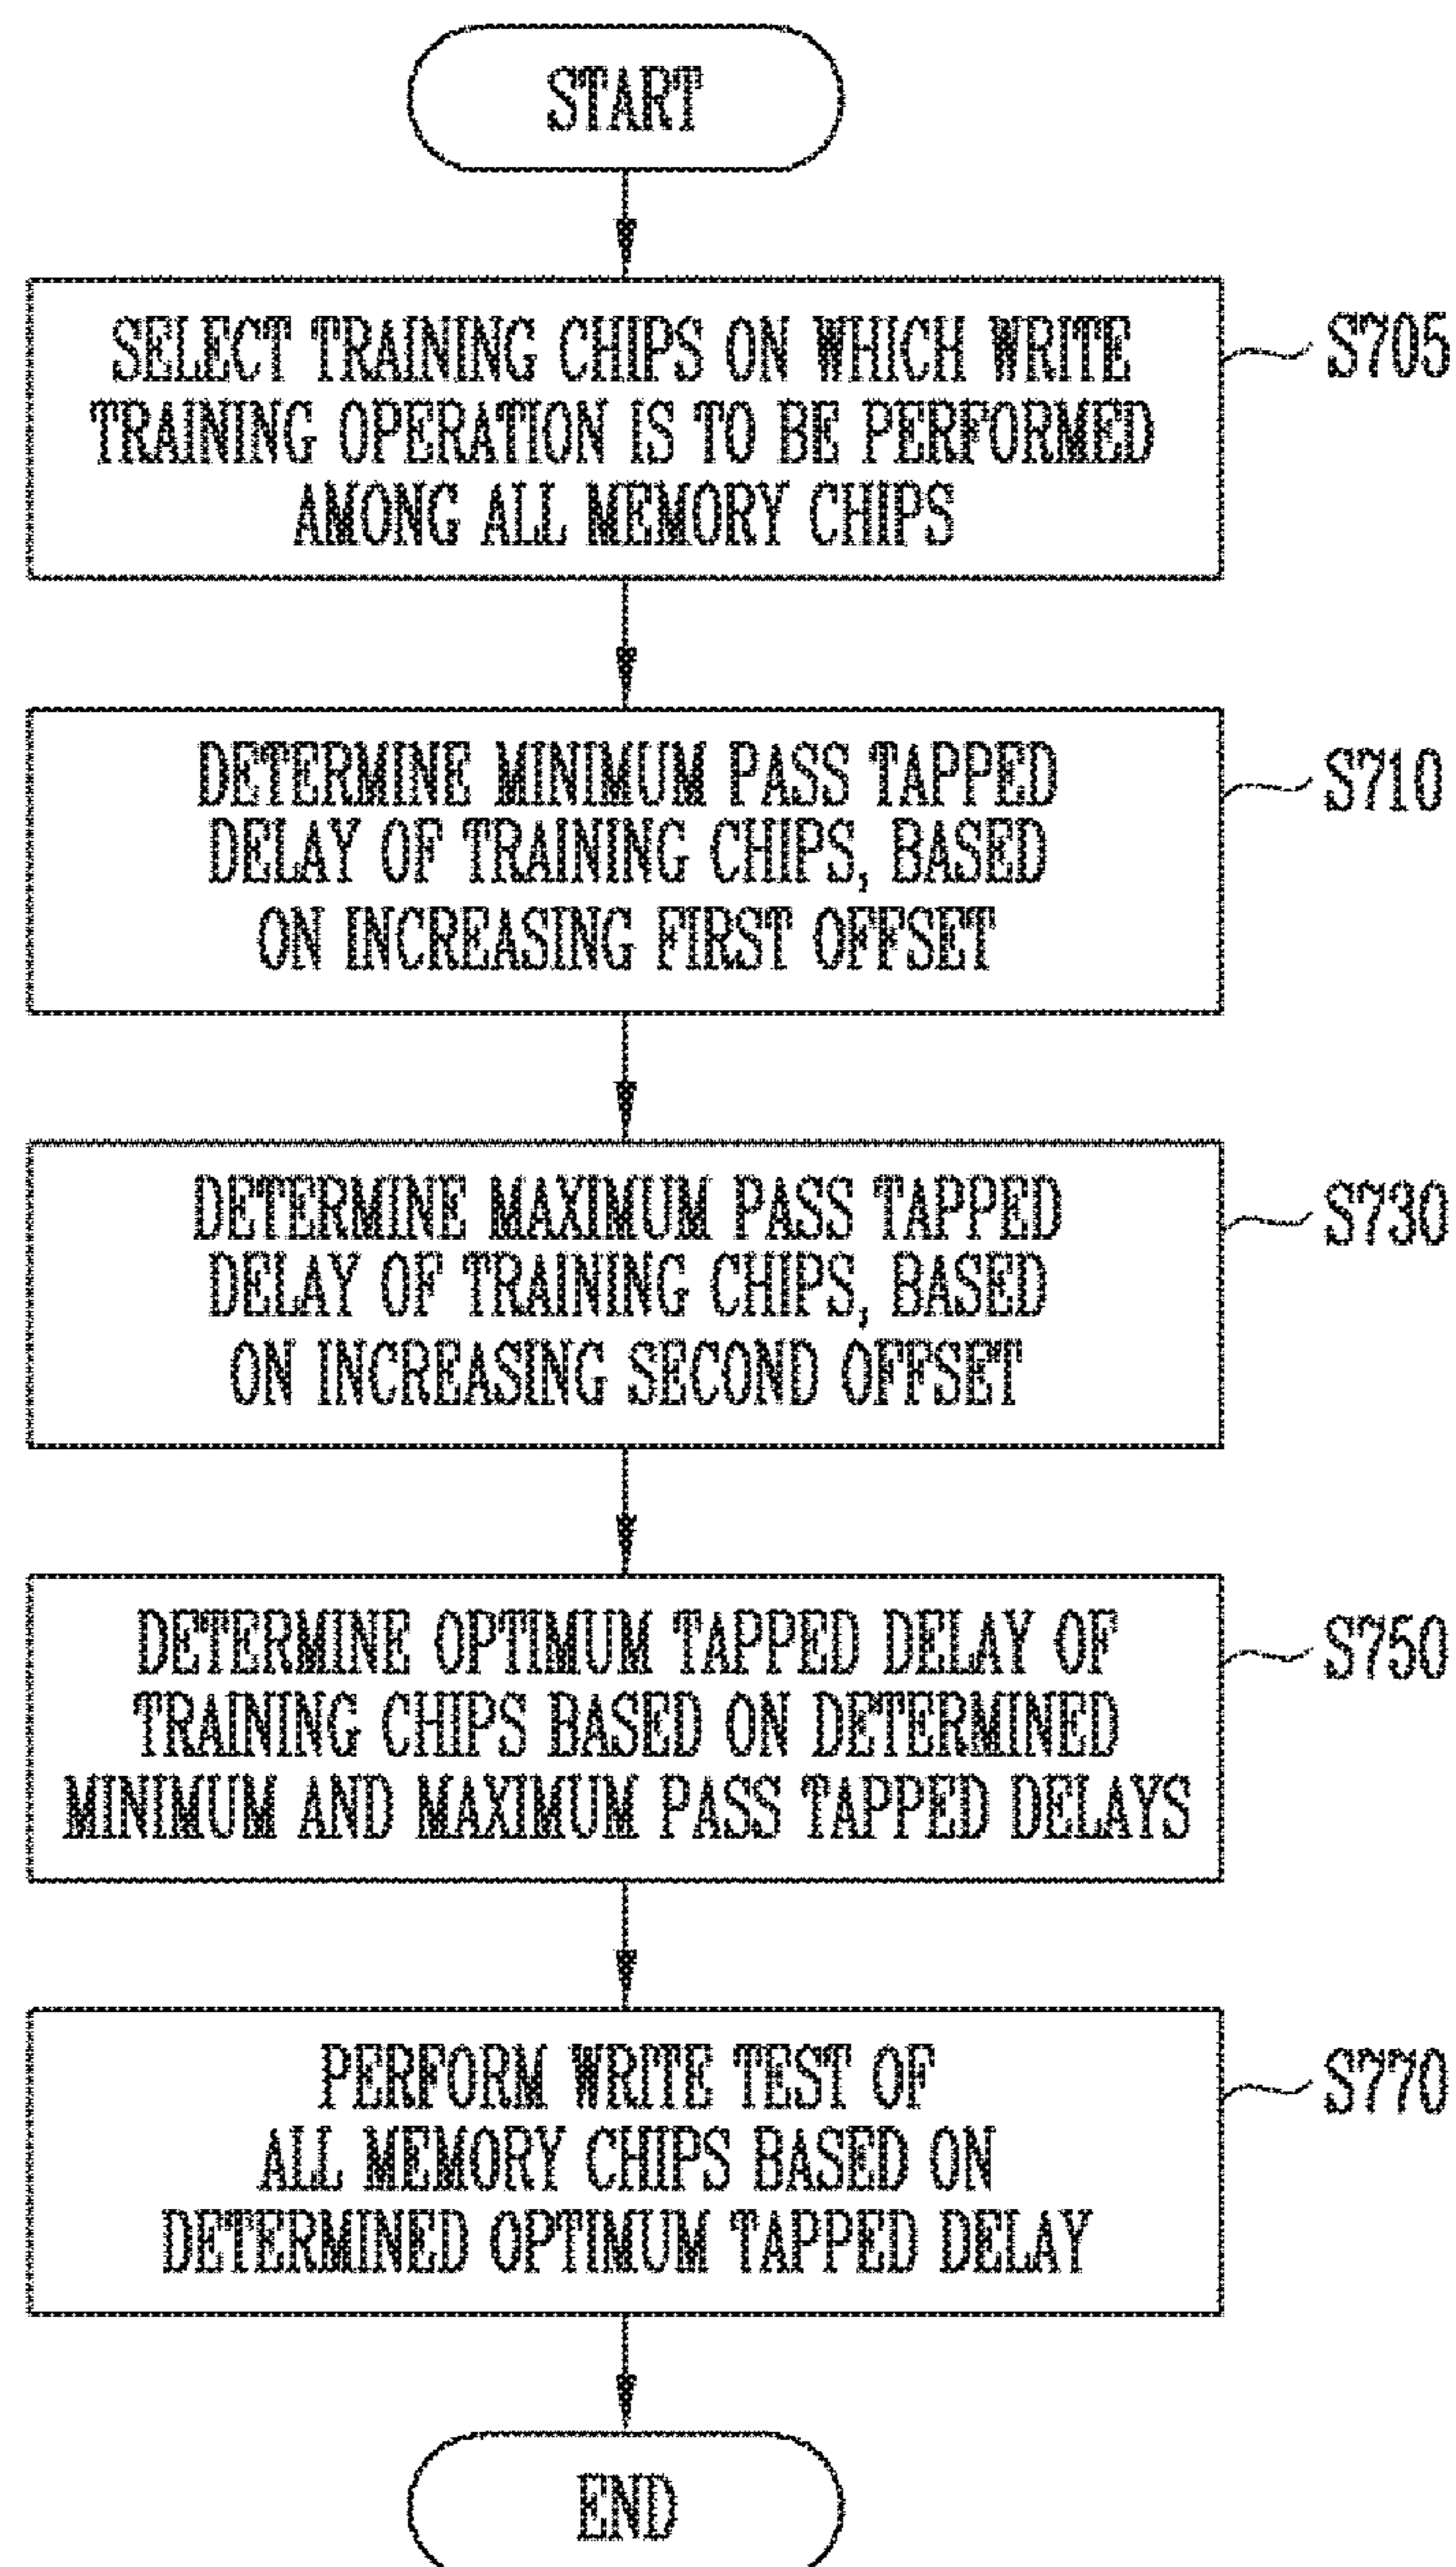 START
SELECT TRAINING CHIPS ON WHICH WRITE
TRAINING OPERATION IS TO BE PERFORMED
AMONG ALL MEMORY CHIPS
S705
DETERMINE MINIMUM PASS TAPPED
DELAY OF TRAINING CHIPS, BASED
ON INCREASING FIRST OFFSET
S710
DETERMINE MAXIMUM PASS TAPPED
DELAY OF TRAINING CHIPS, BASED
ON INCREASING SECOND OFFSET
S730
DETERMINE OPTIMUM TAPPED DELAY OF
TRAINING CHIPS BASED ON DETERMINED
MINIMUM AND MAXIMUM PASS TAPPED DELAYS
S750
PERFORM WRITE TEST OF
ALL MEMORY CHIPS BASED ON
DETERMINED OPTIMUM TAPPED DELAY
S770
END